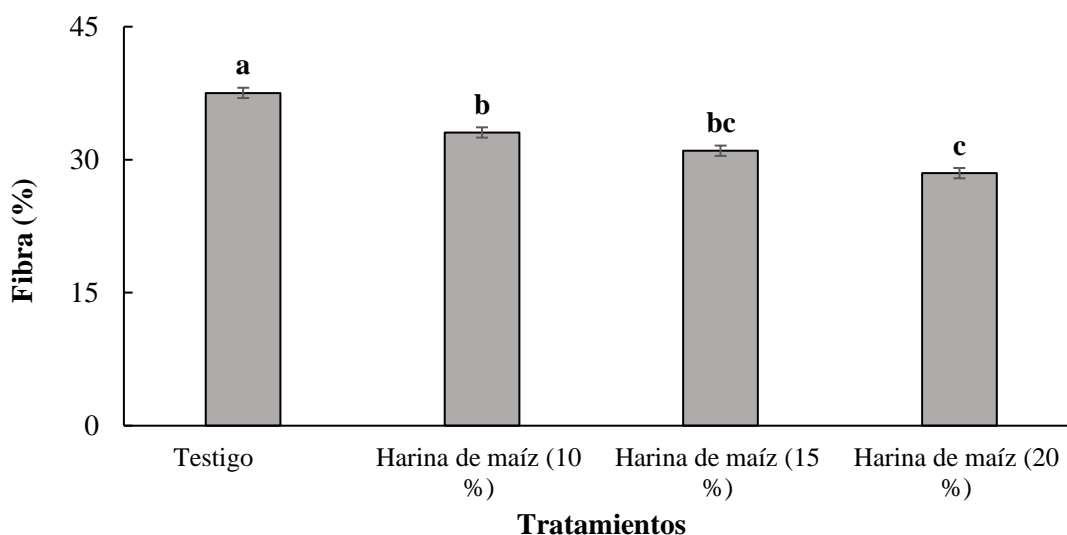 45
30
15
0
Fibra (%)
a
b
bc
c
Testigo
Harina de maíz (10
%)
Harina de maíz (15
%)
Harina de maíz (20
%)
Tratamientos